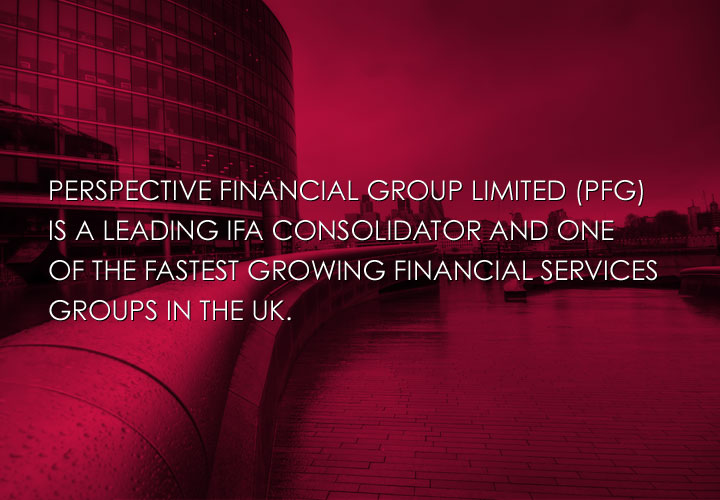 PERSPECTIVE FINANCIAL GROUP LIMITED (PFG)
IS A LEADING IFA CONSOLIDATOR AND ONE
OF THE FASTEST GROWING FINANCIAL SERVICES
GROUPS IN THE UK.